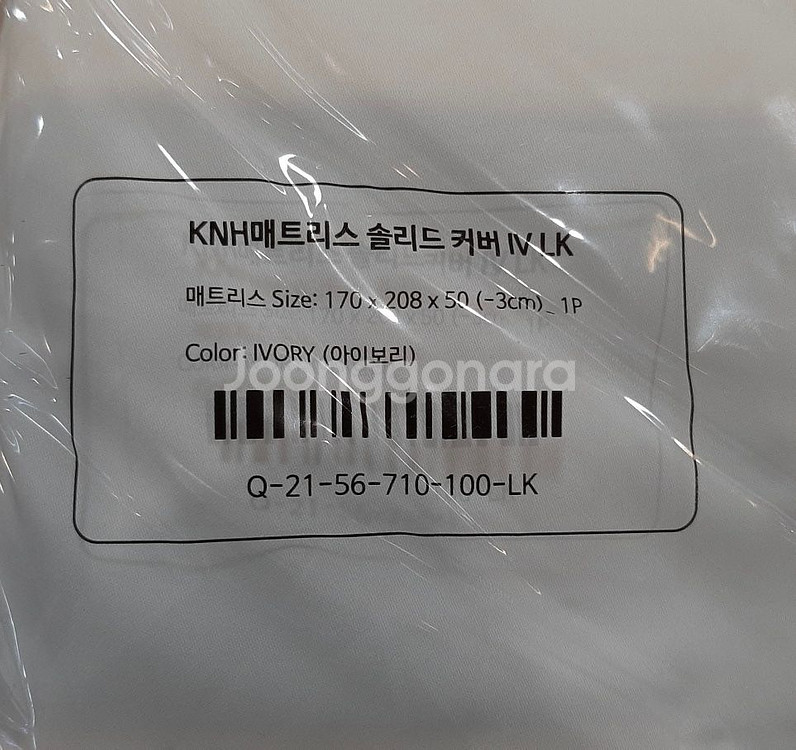 KNH매트리스 솔리드 커버 IV LK
매트리스 Size: 170 x 208 x 50 (-3cm)_ 1P
Color: IVORY (아이보리)
Joonggonara
Q-21-56-710-100-LK